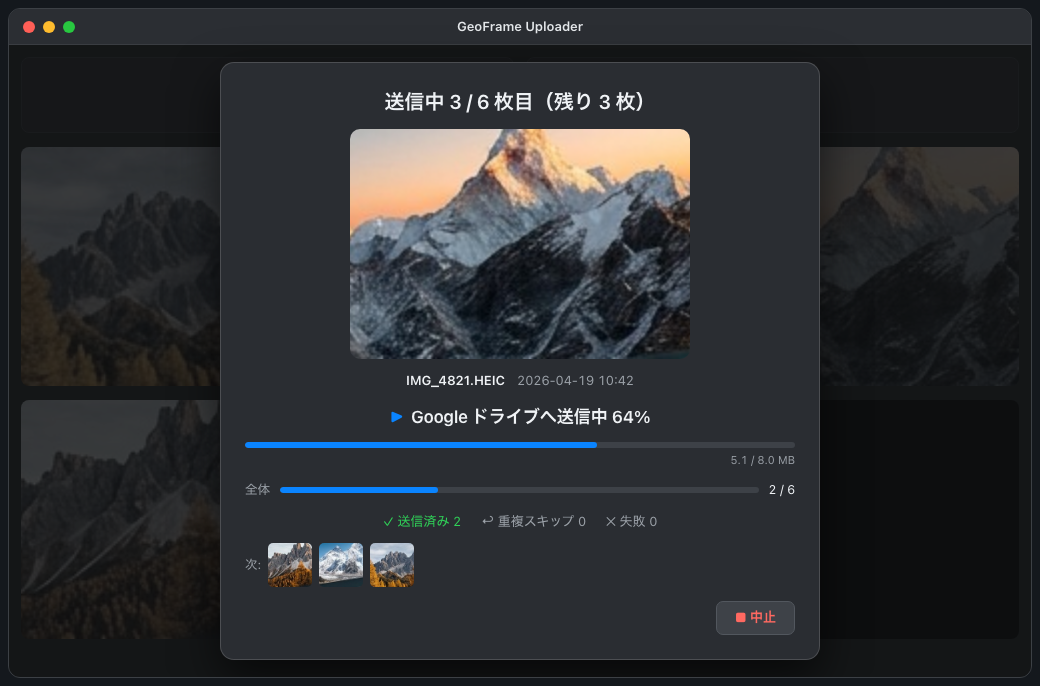 GeoFrame Uploader
送信中 3 / 6 枚目（残り 3 枚）
IMG_4821.HEIC 2026-04-19 10:42
▶ Google ドライブへ送信中 64%
5.1 / 8.0 MB
全体 2 / 6
✓ 送信済み 2 ↩ 重複スキップ 0 ✕ 失敗 0
次:
■ 中止